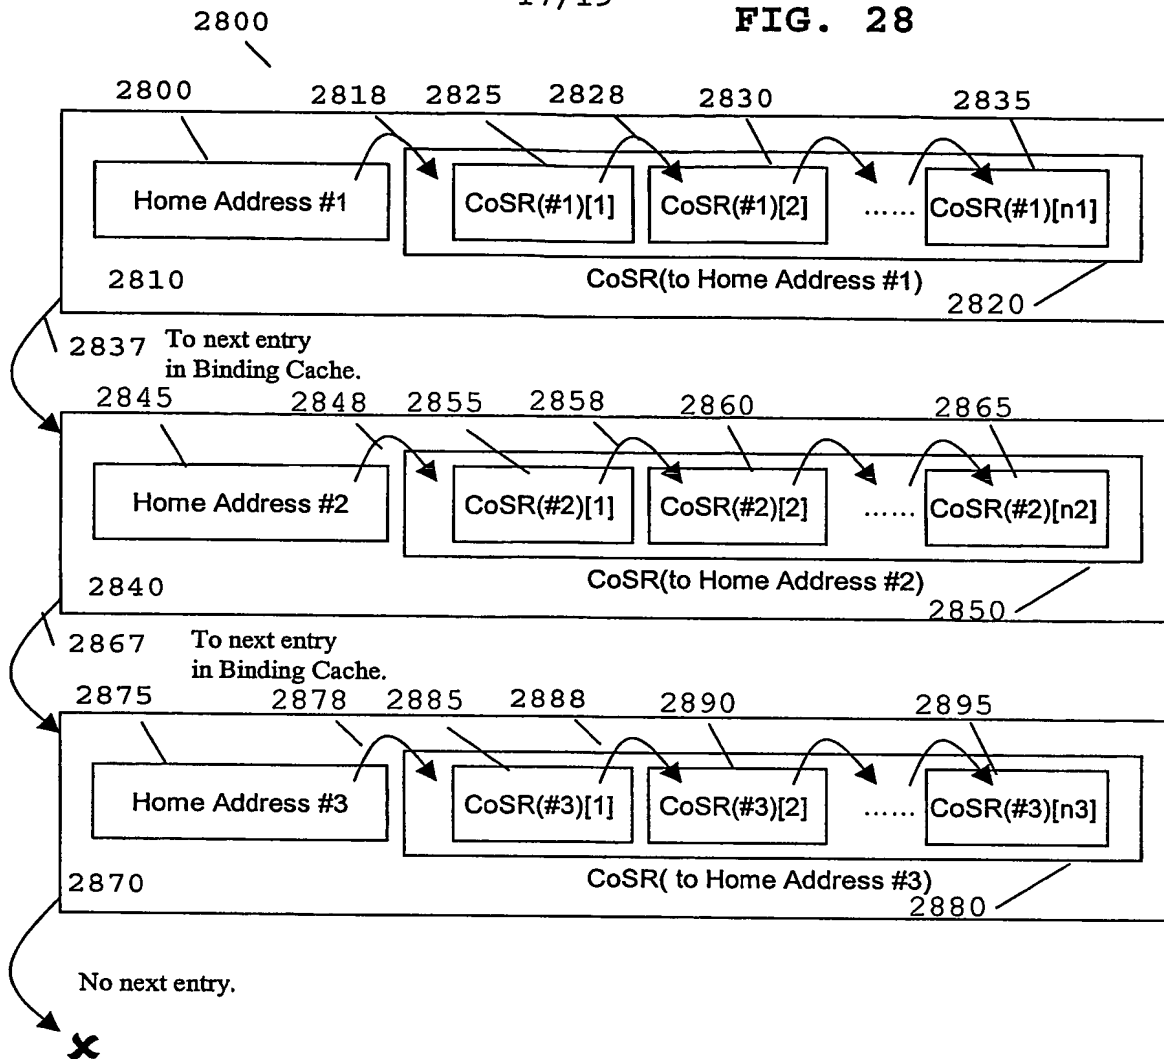 FIG. 28
2800
2800 2818 2825 2828 2830 2835
Home Address #1 CoSR(#1)[1] CoSR(#1)[2] ...... CoSR(#1)[n1]
2810 CoSR(to Home Address #1) 2820
2837 To next entry
in Binding Cache.
2845 2848 2855 2858 2860 2865
Home Address #2 CoSR(#2)[1] CoSR(#2)[2] ...... CoSR(#2)[n2]
2840 CoSR(to Home Address #2) 2850
2867 To next entry
in Binding Cache.
2875 2878 2885 2888 2890 2895
Home Address #3 CoSR(#3)[1] CoSR(#3)[2] ...... CoSR(#3)[n3]
2870 CoSR( to Home Address #3) 2880
No next entry.